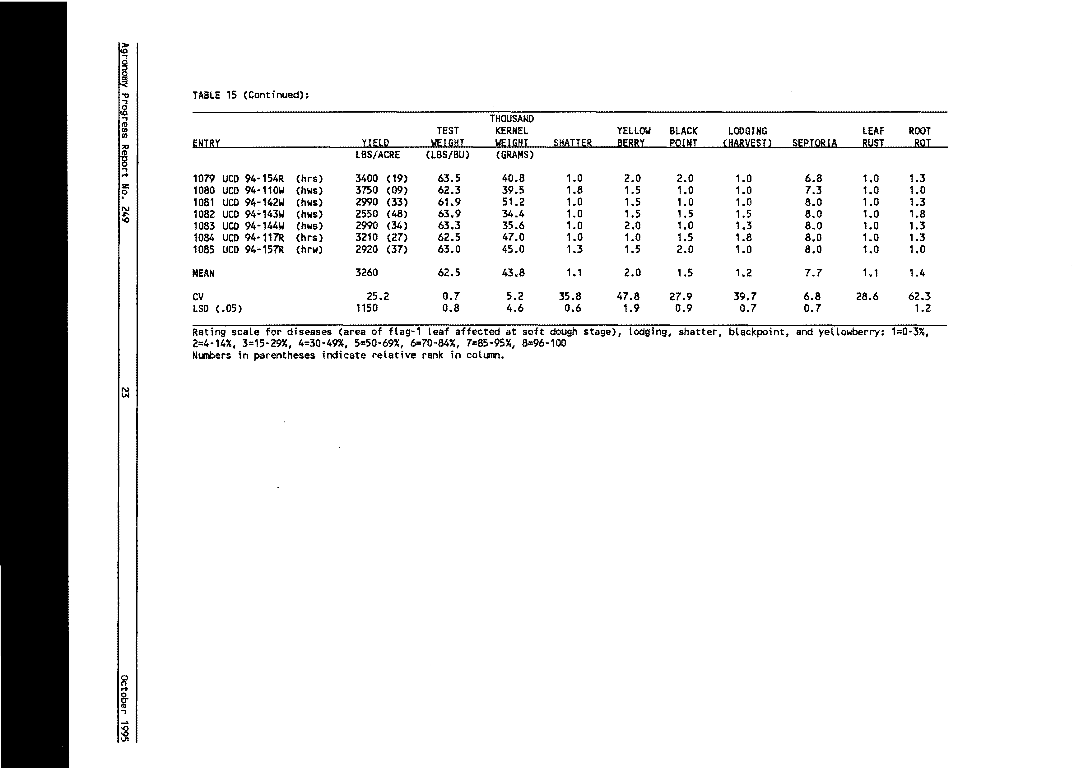 Agronomy Progress Report No. 249
23
October 1995
TABLE 15 (Continued):
THOUSAND
TEST KERNEL YELLOW BLACK LODGING LEAF ROOT
ENTRY YIELD WEIGHT WEIGHT SHATTER BERRY POINT (HARVEST) SEPTORIA RUST ROT
LBS/ACRE (LBS/BU) (GRAMS)
1079 UCD 94-154R (hrs) 3400 (19) 63.5 40.8 1.0 2.0 2.0 1.0 6.8 1.0 1.3
1080 UCD 94-110W (hws) 3750 (09) 62.3 39.5 1.8 1.5 1.0 1.0 7.3 1.0 1.0
1081 UCD 94-142W (hws) 2990 (33) 61.9 51.2 1.0 1.5 1.0 1.0 8.0 1.0 1.3
1082 UCD 94-143W (hws) 2550 (48) 63.9 34.4 1.0 1.5 1.5 1.5 8.0 1.0 1.8
1083 UCD 94-144W (hws) 2990 (34) 63.3 35.6 1.0 2.0 1.0 1.3 8.0 1.0 1.3
1084 UCD 94-117R (hrs) 3210 (27) 62.5 47.0 1.0 1.0 1.5 1.8 8.0 1.0 1.3
1085 UCD 94-157R (hrw) 2920 (37) 63.0 45.0 1.3 1.5 2.0 1.0 8.0 1.0 1.0
MEAN 3260 62.5 43.8 1.1 2.0 1.5 1.2 7.7 1.1 1.4
CV 25.2 0.7 5.2 35.8 47.8 27.9 39.7 6.8 28.6 62.3
LSD (.05) 1150 0.8 4.6 0.6 1.9 0.9 0.7 0.7 1.2
Rating scale for diseases (area of flag-1 leaf affected at soft dough stage), lodging, shatter, blackpoint, and yellowberry: 1=0-3%,
2=4-14%, 3=15-29%, 4=30-49%, 5=50-69%, 6=70-84%, 7=85-95%, 8=96-100
Numbers in parentheses indicate relative rank in column.